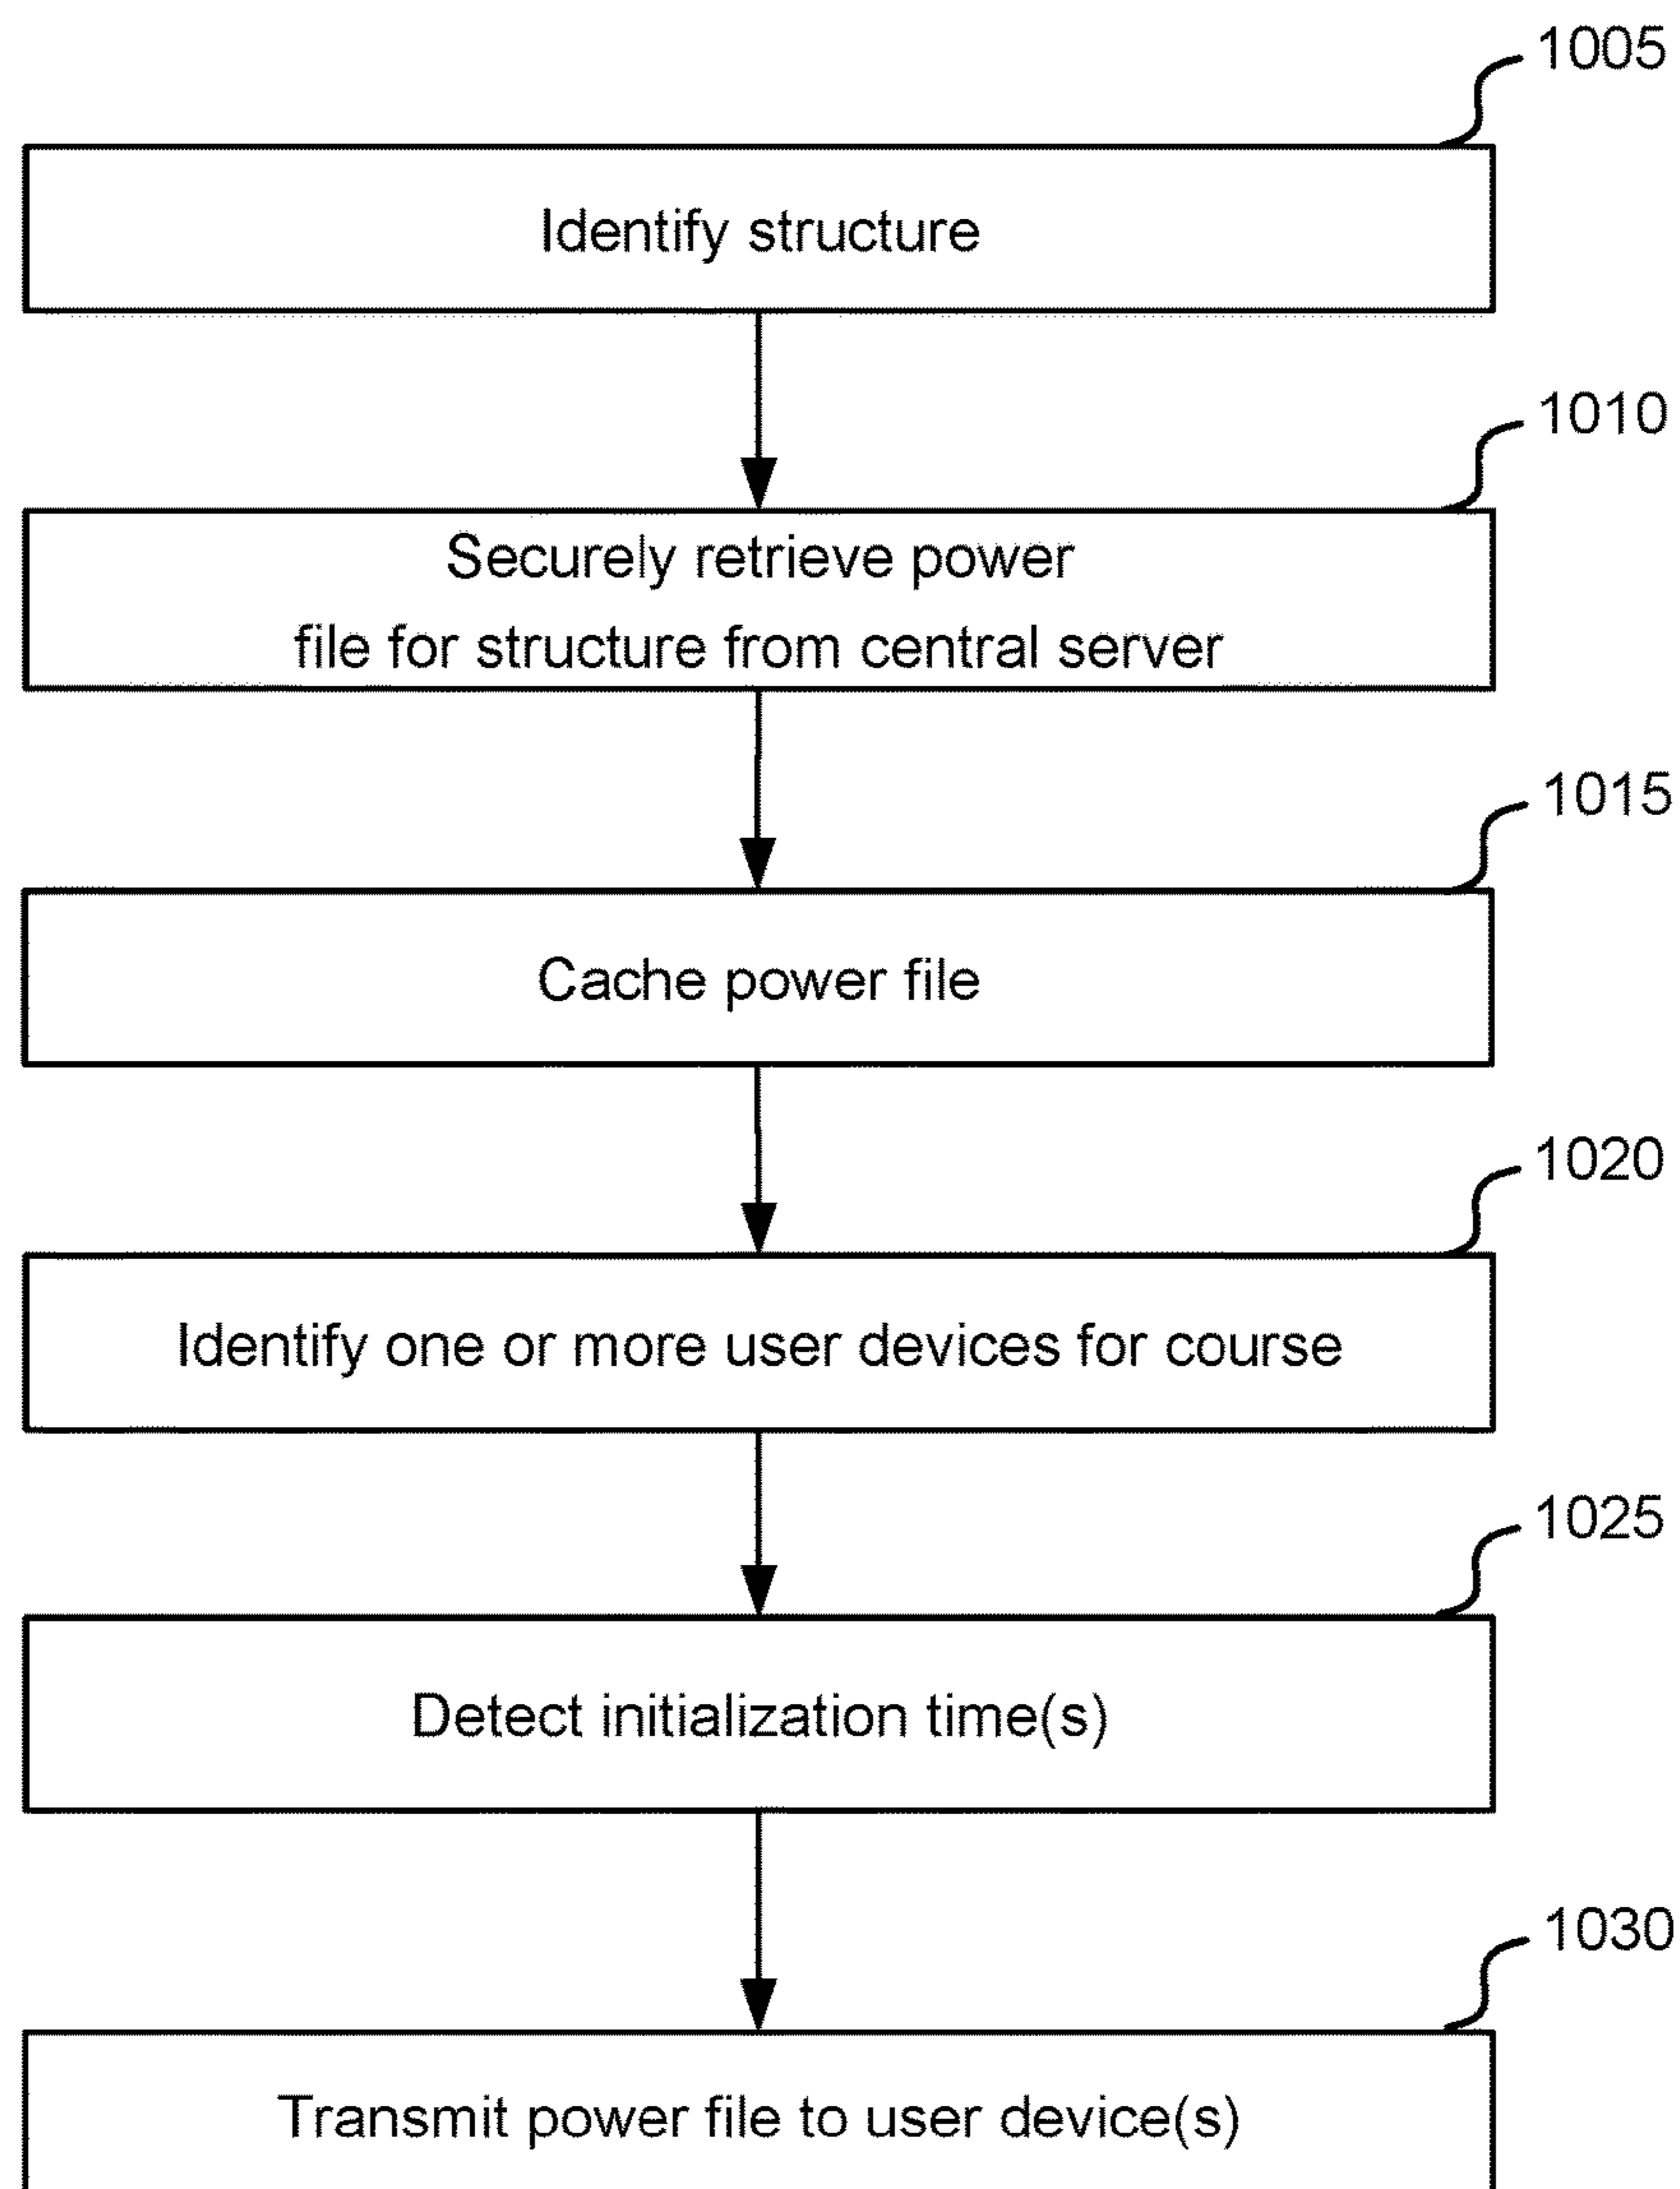 1005
Identify structure
1010
Securely retrieve power
file for structure from central server
1015
Cache power file
1020
Identify one or more user devices for course
1025
Detect initialization time(s)
1030
Transmit power file to user device(s)